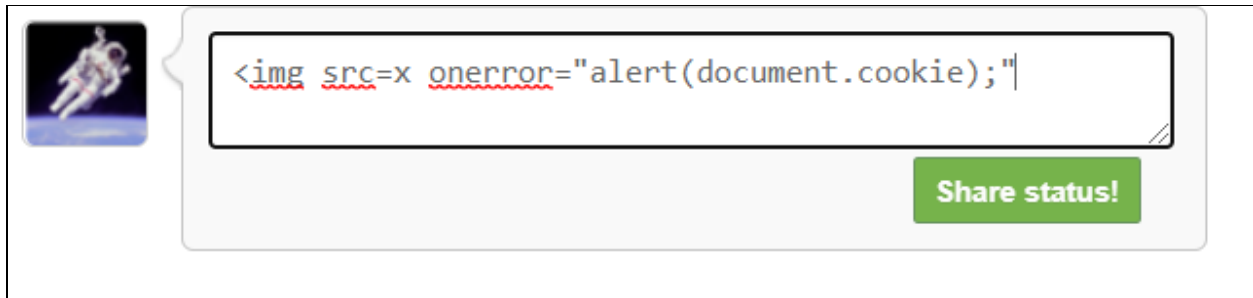 <img src=x onerror="alert(document.cookie);"
Share status!